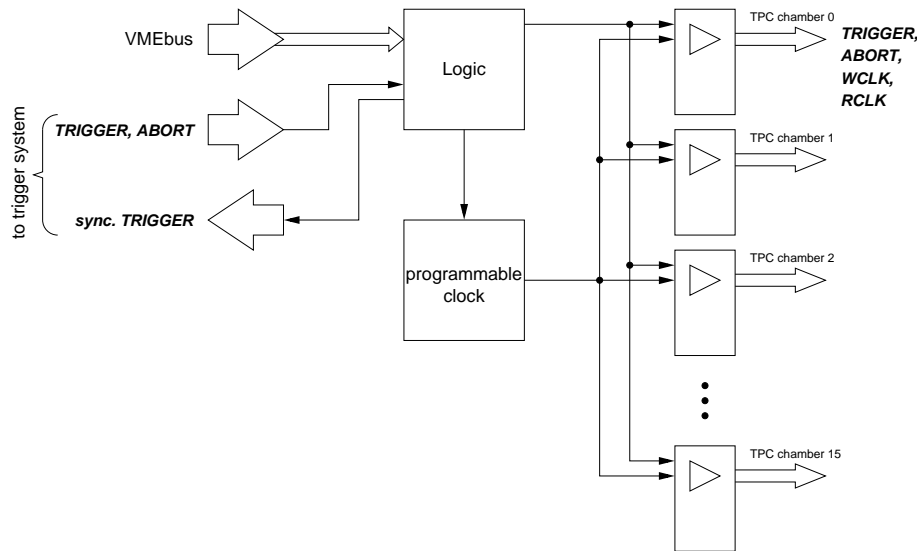 VMEbus
Logic
TPC chamber 0
TRIGGER,
ABORT,
WCLK,
RCLK
to trigger system
TRIGGER, ABORT
TPC chamber 1
sync. TRIGGER
programmable
clock
TPC chamber 2
TPC chamber 15